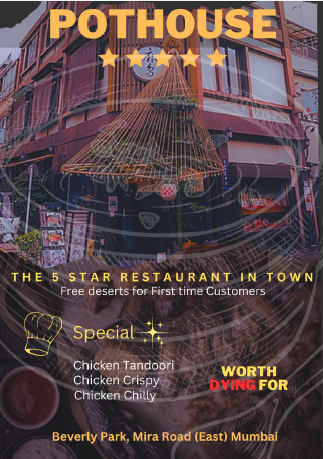 POTHOUSE
THE 5 STAR RESTAURANT IN TOWN
Free deserts for First time Customers
Special
Chicken Tandoori
Chicken Crispy
Chicken Chilly
WORTH
DYING FOR
Beverly Park, Mira Road (East) Mumbai